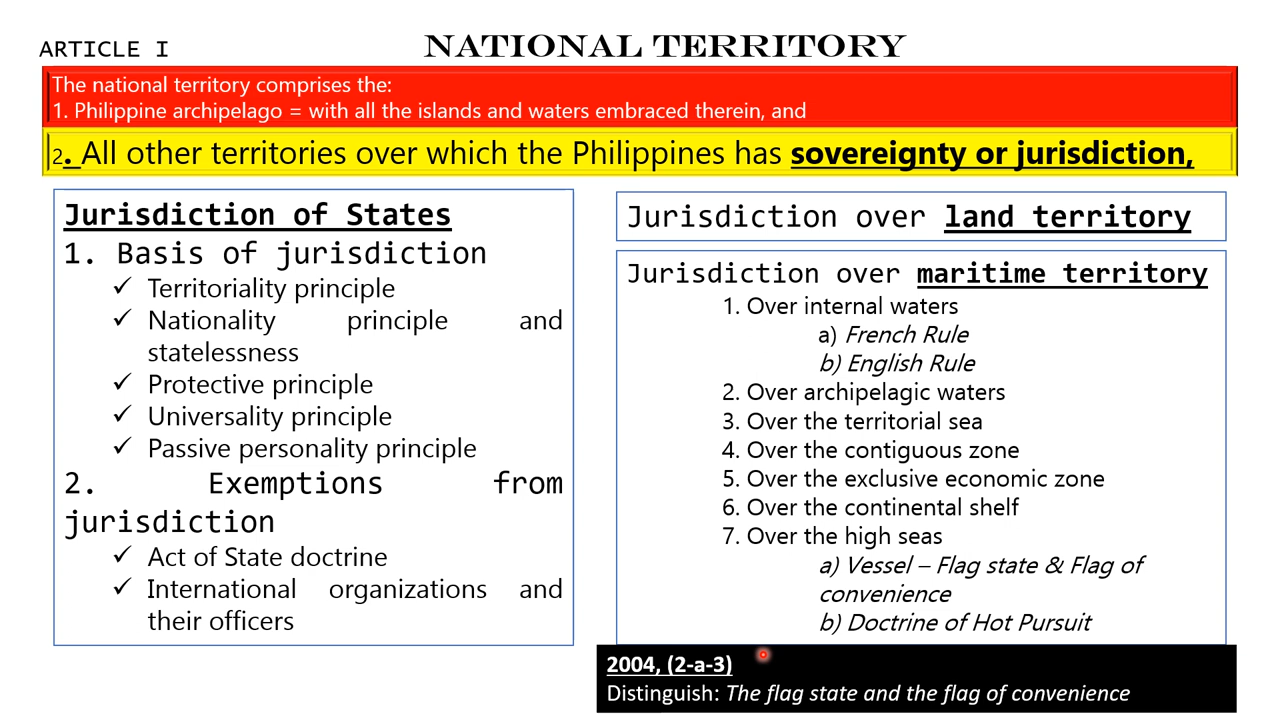 ARTICLE I
NATIONAL TERRITORY
The national territory comprises the:
1. Philippine archipelago = with all the islands and waters embraced therein, and
2. All other territories over which the Philippines has sovereignty or jurisdiction,
Jurisdiction of States
1. Basis of jurisdiction
✓ Territoriality principle
✓ Nationality principle and
statelessness
✓ Protective principle
✓ Universality principle
✓ Passive personality principle
2. Exemptions from
jurisdiction
✓ Act of State doctrine
✓ International organizations and
their officers
Jurisdiction over land territory
Jurisdiction over maritime territory
1. Over internal waters
a) French Rule
b) English Rule
2. Over archipelagic waters
3. Over the territorial sea
4. Over the contiguous zone
5. Over the exclusive economic zone
6. Over the continental shelf
7. Over the high seas
a) Vessel – Flag state & Flag of
convenience
b) Doctrine of Hot Pursuit
2004, (2-a-3)
Distinguish: The flag state and the flag of convenience